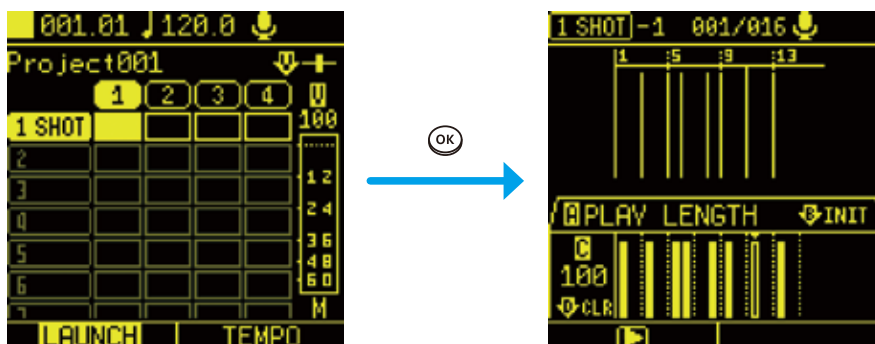 001.01 ♩120.0
Project001
1 2 3 4 V
1 SHOT 100
2
3 12
4 24
5 36
48
6 60
7 M
LAUNCH TEMPO
OK
1 SHOT -1 001/016
1 :5 :9 :13
A PLAY LENGTH B INIT
C
100
D CLR